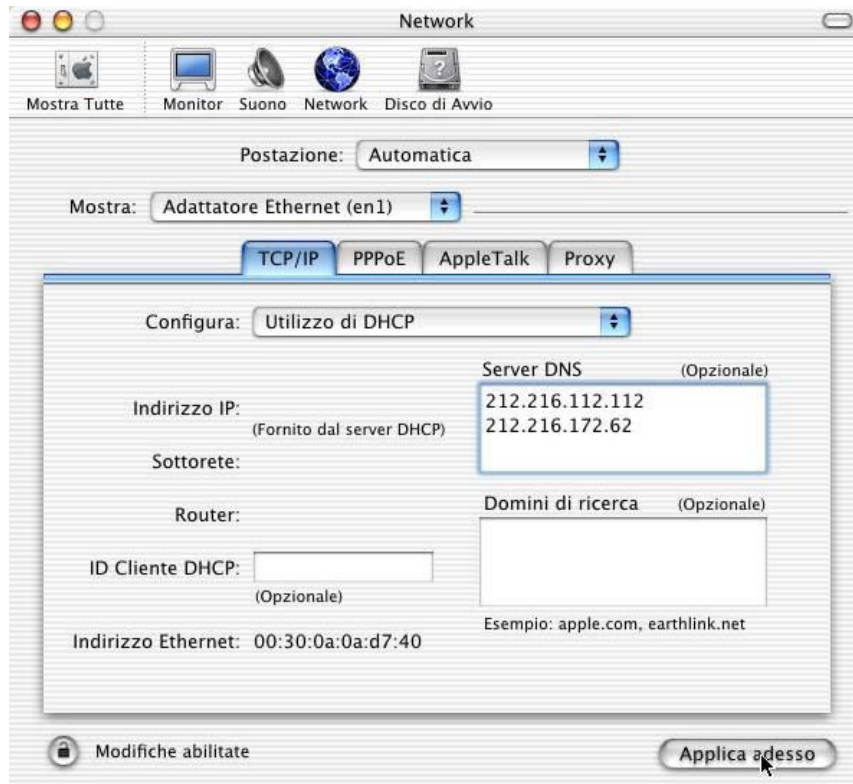 Network
Mostra Tutte
Monitor
Suono
Network
Disco di Avvio
Postazione: Automatica
Mostra: Adattatore Ethernet (en1)
TCP/IP
PPPoE
AppleTalk
Proxy
Configura: Utilizzo di DHCP
Server DNS (Opzionale)
212.216.112.112
212.216.172.62
Indirizzo IP:
(Fornito dal server DHCP)
Sottorete:
Router:
Domini di ricerca (Opzionale)
ID Cliente DHCP:
(Opzionale)
Esempio: apple.com, earthlink.net
Indirizzo Ethernet: 00:30:0a:0a:d7:40
Modifiche abilitate
Applica adesso